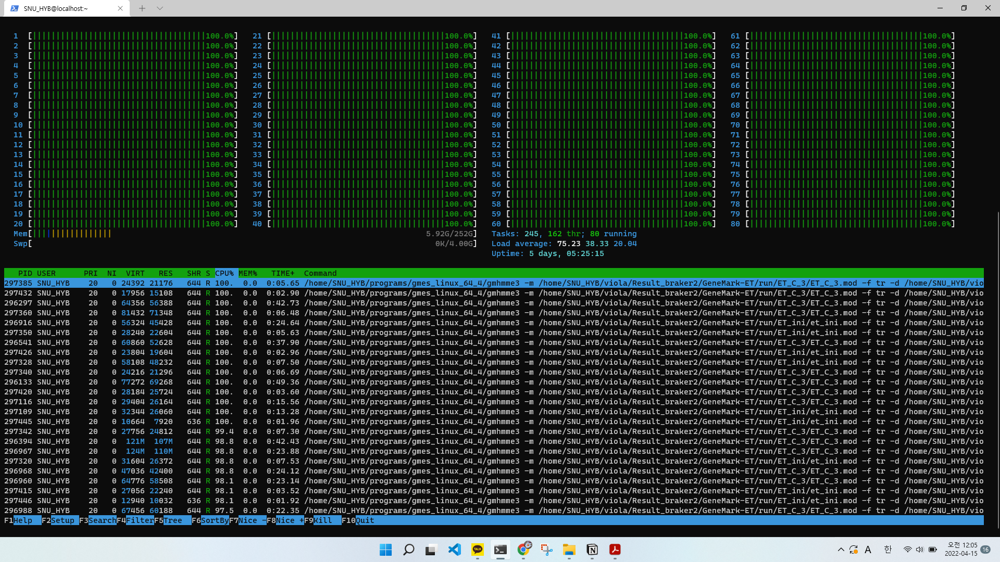 SNU_HYB@localhost:~
1 [100.0%] 21 [100.0%] 41 [100.0%] 61 [100.0%]
2 [100.0%] 22 [100.0%] 42 [100.0%] 62 [100.0%]
3 [100.0%] 23 [100.0%] 43 [100.0%] 63 [100.0%]
4 [100.0%] 24 [100.0%] 44 [100.0%] 64 [100.0%]
5 [100.0%] 25 [100.0%] 45 [100.0%] 65 [100.0%]
6 [100.0%] 26 [100.0%] 46 [100.0%] 66 [100.0%]
7 [100.0%] 27 [100.0%] 47 [100.0%] 67 [100.0%]
8 [100.0%] 28 [100.0%] 48 [100.0%] 68 [100.0%]
9 [100.0%] 29 [100.0%] 49 [100.0%] 69 [100.0%]
10 [100.0%] 30 [100.0%] 50 [100.0%] 70 [100.0%]
11 [100.0%] 31 [100.0%] 51 [100.0%] 71 [100.0%]
12 [100.0%] 32 [100.0%] 52 [100.0%] 72 [100.0%]
13 [100.0%] 33 [100.0%] 53 [100.0%] 73 [100.0%]
14 [100.0%] 34 [100.0%] 54 [100.0%] 74 [100.0%]
15 [100.0%] 35 [100.0%] 55 [100.0%] 75 [100.0%]
16 [100.0%] 36 [100.0%] 56 [100.0%] 76 [100.0%]
17 [100.0%] 37 [100.0%] 57 [100.0%] 77 [100.0%]
18 [100.0%] 38 [100.0%] 58 [100.0%] 78 [100.0%]
19 [100.0%] 39 [100.0%] 59 [100.0%] 79 [100.0%]
20 [100.0%] 40 [100.0%] 60 [100.0%] 80 [100.0%]
Mem[5.92G/252G] Tasks: 245, 162 thr; 80 running
Swp[0K/4.00G] Load average: 75.23 38.33 20.04
Uptime: 5 days, 05:25:15
PID USER PRI NI VIRT RES SHR S CPU% MEM% TIME+ Command
297385 SNU_HYB 20 0 24392 21176 644 R 100. 0.0 0:05.65 /home/SNU_HYB/programs/gmes_linux_64_4/gmhmme3 -m /home/SNU_HYB/viola/Result_braker2/GeneMark-ET/run/ET_C_3/ET_C_3.mod -f tr -d /home/SNU_HYB/vio
297432 SNU_HYB 20 0 17956 15108 644 R 100. 0.0 0:02.90 /home/SNU_HYB/programs/gmes_linux_64_4/gmhmme3 -m /home/SNU_HYB/viola/Result_braker2/GeneMark-ET/run/ET_C_3/ET_C_3.mod -f tr -d /home/SNU_HYB/vio
296297 SNU_HYB 20 0 64356 56388 644 R 100. 0.0 0:42.73 /home/SNU_HYB/programs/gmes_linux_64_4/gmhmme3 -m /home/SNU_HYB/viola/Result_braker2/GeneMark-ET/run/ET_C_3/ET_C_3.mod -f tr -d /home/SNU_HYB/vio
297360 SNU_HYB 20 0 81432 71348 644 R 100. 0.0 0:06.48 /home/SNU_HYB/programs/gmes_linux_64_4/gmhmme3 -m /home/SNU_HYB/viola/Result_braker2/GeneMark-ET/run/ET_C_3/ET_C_3.mod -f tr -d /home/SNU_HYB/vio
296916 SNU_HYB 20 0 56324 45428 644 R 100. 0.0 0:24.64 /home/SNU_HYB/programs/gmes_linux_64_4/gmhmme3 -m /home/SNU_HYB/viola/Result_braker2/GeneMark-ET/run/ET_ini/et_ini.mod -f tr -d /home/SNU_HYB/vio
297350 SNU_HYB 20 0 28240 22604 644 R 100. 0.0 0:05.63 /home/SNU_HYB/programs/gmes_linux_64_4/gmhmme3 -m /home/SNU_HYB/viola/Result_braker2/GeneMark-ET/run/ET_ini/et_ini.mod -f tr -d /home/SNU_HYB/vio
296541 SNU_HYB 20 0 60860 52628 644 R 100. 0.0 0:37.90 /home/SNU_HYB/programs/gmes_linux_64_4/gmhmme3 -m /home/SNU_HYB/viola/Result_braker2/GeneMark-ET/run/ET_C_3/ET_C_3.mod -f tr -d /home/SNU_HYB/vio
297426 SNU_HYB 20 0 23804 19604 644 R 100. 0.0 0:02.96 /home/SNU_HYB/programs/gmes_linux_64_4/gmhmme3 -m /home/SNU_HYB/viola/Result_braker2/GeneMark-ET/run/ET_ini/et_ini.mod -f tr -d /home/SNU_HYB/vio
297328 SNU_HYB 20 0 58108 48232 644 R 100. 0.0 0:07.50 /home/SNU_HYB/programs/gmes_linux_64_4/gmhmme3 -m /home/SNU_HYB/viola/Result_braker2/GeneMark-ET/run/ET_ini/et_ini.mod -f tr -d /home/SNU_HYB/vio
297340 SNU_HYB 20 0 24216 21296 644 R 100. 0.0 0:06.69 /home/SNU_HYB/programs/gmes_linux_64_4/gmhmme3 -m /home/SNU_HYB/viola/Result_braker2/GeneMark-ET/run/ET_C_3/ET_C_3.mod -f tr -d /home/SNU_HYB/vio
296133 SNU_HYB 20 0 77272 69268 644 R 100. 0.0 0:49.36 /home/SNU_HYB/programs/gmes_linux_64_4/gmhmme3 -m /home/SNU_HYB/viola/Result_braker2/GeneMark-ET/run/ET_C_3/ET_C_3.mod -f tr -d /home/SNU_HYB/vio
297420 SNU_HYB 20 0 28184 25724 644 R 100. 0.0 0:03.60 /home/SNU_HYB/programs/gmes_linux_64_4/gmhmme3 -m /home/SNU_HYB/viola/Result_braker2/GeneMark-ET/run/ET_C_3/ET_C_3.mod -f tr -d /home/SNU_HYB/vio
297116 SNU_HYB 20 0 29404 26164 644 R 100. 0.0 0:15.56 /home/SNU_HYB/programs/gmes_linux_64_4/gmhmme3 -m /home/SNU_HYB/viola/Result_braker2/GeneMark-ET/run/ET_C_3/ET_C_3.mod -f tr -d /home/SNU_HYB/vio
297109 SNU_HYB 20 0 32344 26060 644 R 100. 0.0 0:13.28 /home/SNU_HYB/programs/gmes_linux_64_4/gmhmme3 -m /home/SNU_HYB/viola/Result_braker2/GeneMark-ET/run/ET_ini/et_ini.mod -f tr -d /home/SNU_HYB/vio
297445 SNU_HYB 20 0 10664 7920 636 R 100. 0.0 0:01.96 /home/SNU_HYB/programs/gmes_linux_64_4/gmhmme3 -m /home/SNU_HYB/viola/Result_braker2/GeneMark-ET/run/ET_ini/et_ini.mod -f tr -d /home/SNU_HYB/vio
297342 SNU_HYB 20 0 27756 24812 644 R 99.4 0.0 0:07.30 /home/SNU_HYB/programs/gmes_linux_64_4/gmhmme3 -m /home/SNU_HYB/viola/Result_braker2/GeneMark-ET/run/ET_C_3/ET_C_3.mod -f tr -d /home/SNU_HYB/vio
296394 SNU_HYB 20 0 121M 107M 644 R 98.8 0.0 0:42.43 /home/SNU_HYB/programs/gmes_linux_64_4/gmhmme3 -m /home/SNU_HYB/viola/Result_braker2/GeneMark-ET/run/ET_C_3/ET_C_3.mod -f tr -d /home/SNU_HYB/vio
296967 SNU_HYB 20 0 124M 110M 644 R 98.8 0.0 0:23.88 /home/SNU_HYB/programs/gmes_linux_64_4/gmhmme3 -m /home/SNU_HYB/viola/Result_braker2/GeneMark-ET/run/ET_C_3/ET_C_3.mod -f tr -d /home/SNU_HYB/vio
297320 SNU_HYB 20 0 31604 26372 644 R 98.8 0.0 0:07.53 /home/SNU_HYB/programs/gmes_linux_64_4/gmhmme3 -m /home/SNU_HYB/viola/Result_braker2/GeneMark-ET/run/ET_ini/et_ini.mod -f tr -d /home/SNU_HYB/vio
296968 SNU_HYB 20 0 47036 42400 644 R 98.8 0.0 0:24.12 /home/SNU_HYB/programs/gmes_linux_64_4/gmhmme3 -m /home/SNU_HYB/viola/Result_braker2/GeneMark-ET/run/ET_C_3/ET_C_3.mod -f tr -d /home/SNU_HYB/vio
296960 SNU_HYB 20 0 64776 58508 644 R 98.1 0.0 0:23.14 /home/SNU_HYB/programs/gmes_linux_64_4/gmhmme3 -m /home/SNU_HYB/viola/Result_braker2/GeneMark-ET/run/ET_C_3/ET_C_3.mod -f tr -d /home/SNU_HYB/vio
297415 SNU_HYB 20 0 27056 22240 644 R 98.1 0.0 0:03.52 /home/SNU_HYB/programs/gmes_linux_64_4/gmhmme3 -m /home/SNU_HYB/viola/Result_braker2/GeneMark-ET/run/ET_ini/et_ini.mod -f tr -d /home/SNU_HYB/vio
297446 SNU_HYB 20 0 12940 10032 636 R 98.1 0.0 0:01.92 /home/SNU_HYB/programs/gmes_linux_64_4/gmhmme3 -m /home/SNU_HYB/viola/Result_braker2/GeneMark-ET/run/ET_C_3/ET_C_3.mod -f tr -d /home/SNU_HYB/vio
296988 SNU_HYB 20 0 67456 60188 644 R 97.5 0.0 0:22.35 /home/SNU_HYB/programs/gmes_linux_64_4/gmhmme3 -m /home/SNU_HYB/viola/Result_braker2/GeneMark-ET/run/ET_C_3/ET_C_3.mod -f tr -d /home/SNU_HYB/vio
F1Help F2Setup F3SearchF4FilterF5Tree F6SortByF7Nice -F8Nice +F9Kill F10Quit
TALK
A 한 오전 12:05
2022-04-15 16